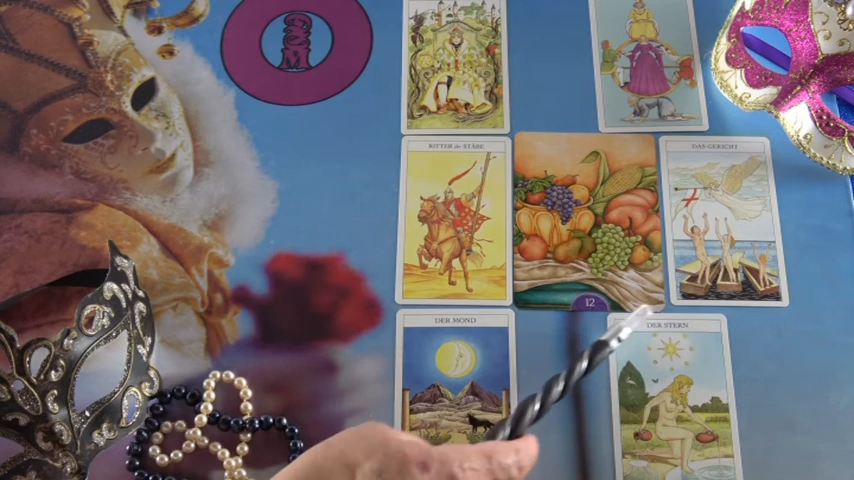 RITTER der STÄBE
DAS GERICHT
12
DER MOND
DER STERN